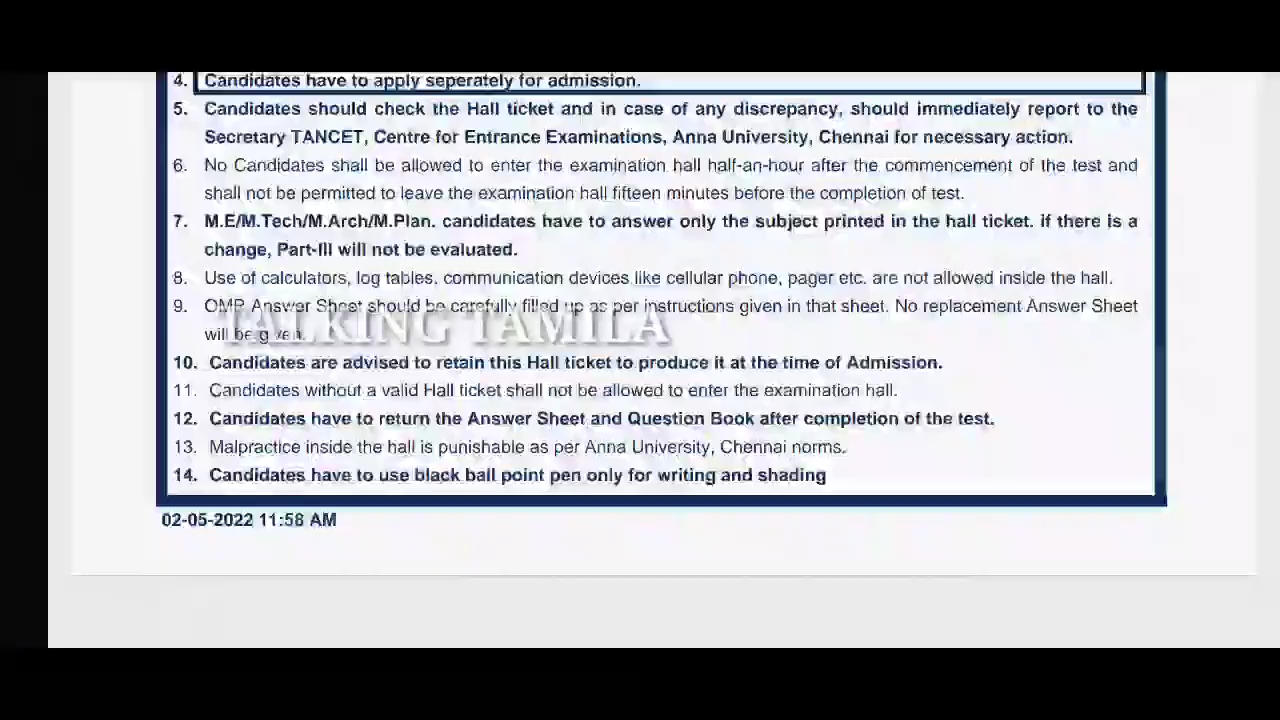 4. Candidates have to apply seperately for admission.
5. Candidates should check the Hall ticket and in case of any discrepancy, should immediately report to the
Secretary TANCET, Centre for Entrance Examinations, Anna University, Chennai for necessary action.
6. No Candidates shall be allowed to enter the examination hall half-an-hour after the commencement of the test and
shall not be permitted to leave the examination hall fifteen minutes before the completion of test.
7. M.E/M.Tech/M.Arch/M.Plan. candidates have to answer only the subject printed in the hall ticket. if there is a
change, Part-III will not be evaluated.
8. Use of calculators, log tables, communication devices like cellular phone, pager etc. are not allowed inside the hall.
9. OMR Answer Sheet should be carefully filled up as per instructions given in that sheet. No replacement Answer Sheet
will be given.
TALKING TAMILA
10. Candidates are advised to retain this Hall ticket to produce it at the time of Admission.
11. Candidates without a valid Hall ticket shall not be allowed to enter the examination hall.
12. Candidates have to return the Answer Sheet and Question Book after completion of the test.
13. Malpractice inside the hall is punishable as per Anna University, Chennai norms.
14. Candidates have to use black ball point pen only for writing and shading
02-05-2022 11:58 AM